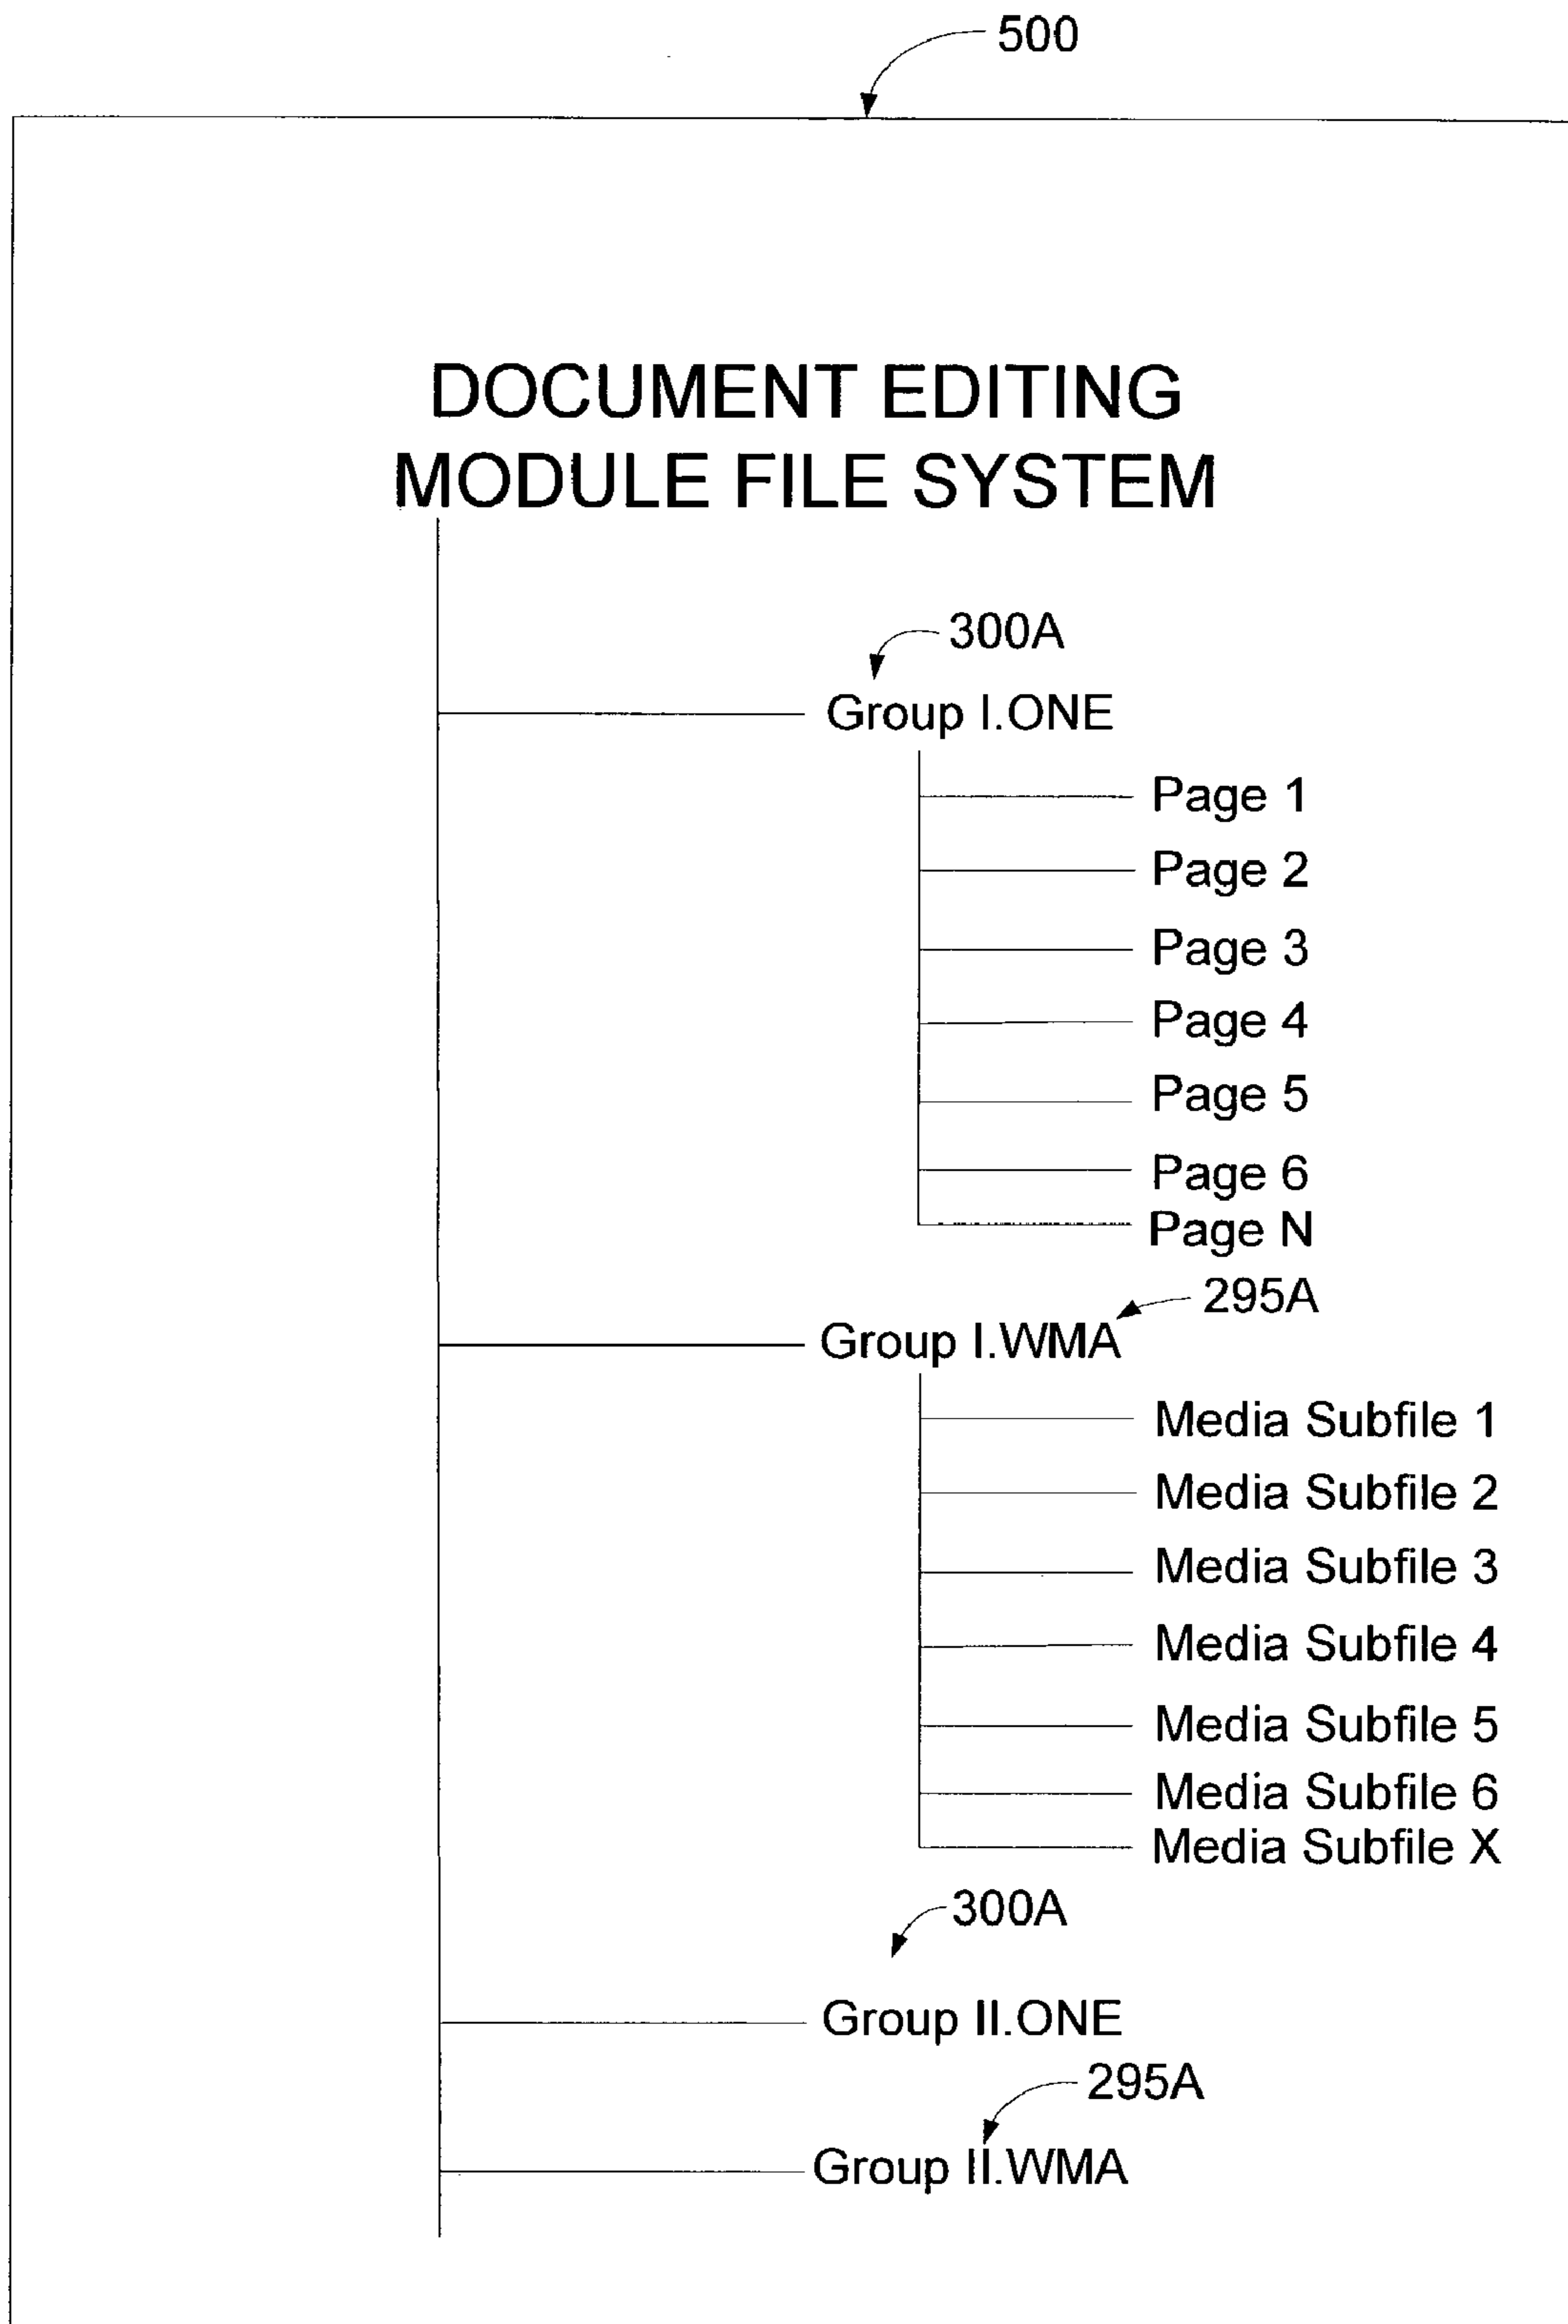 500
DOCUMENT EDITING
MODULE FILE SYSTEM
300A
Group I.ONE
Page 1
Page 2
Page 3
Page 4
Page 5
Page 6
Page N
295A
Group I.WMA
Media Subfile 1
Media Subfile 2
Media Subfile 3
Media Subfile 4
Media Subfile 5
Media Subfile 6
Media Subfile X
300A
Group II.ONE
295A
Group II.WMA